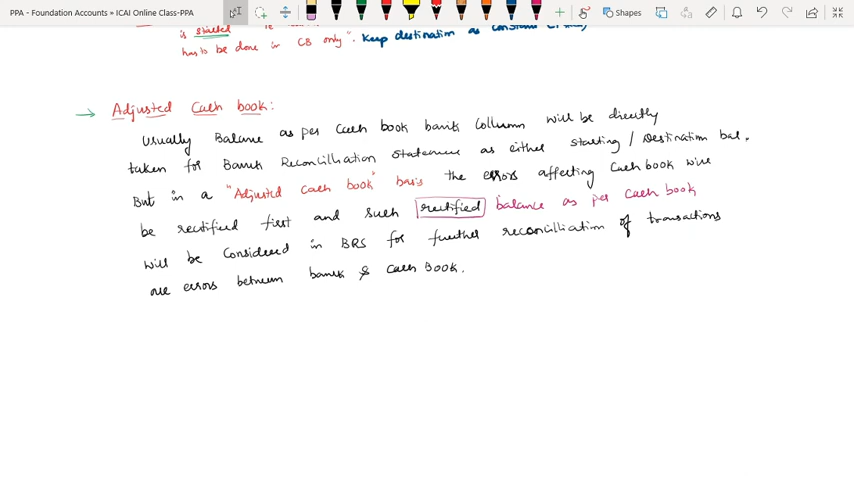 PPA - Foundation Accounts » ICAI Online Class-PPA
Shapes
is started
has to be done in CB only". Keep destination as constant
→ Adjusted Cash book:
Usually Balance as per Cash book bank Collumn will be directly
taken for Bank Reconcilliation Statement as either starting / Destination bal.
But in a "Adjusted Cash book" basis the errors affecting Cash book will
be rectified first and such rectified balance as per Cash book
will be Considered in BRS for further reconcilliation of transactions
are errors between bank & Cash Book.